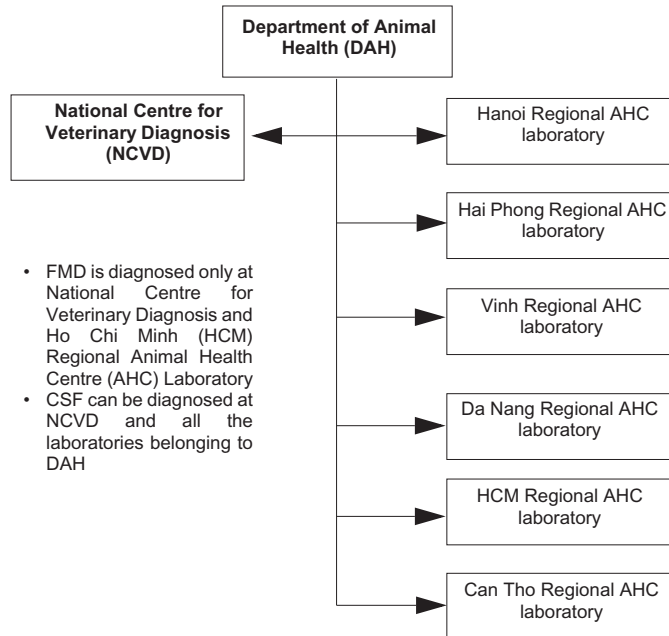 Department of Animal
Health (DAH)
National Centre for
Veterinary Diagnosis
(NCVD)
Hanoi Regional AHC
laboratory
Hai Phong Regional AHC
laboratory
• FMD is diagnosed only at
National Centre for
Veterinary Diagnosis and
Ho Chi Minh (HCM)
Regional Animal Health
Centre (AHC) Laboratory
• CSF can be diagnosed at
NCVD and all the
laboratories belonging to
DAH
Vinh Regional AHC
laboratory
Da Nang Regional AHC
laboratory
HCM Regional AHC
laboratory
Can Tho Regional AHC
laboratory